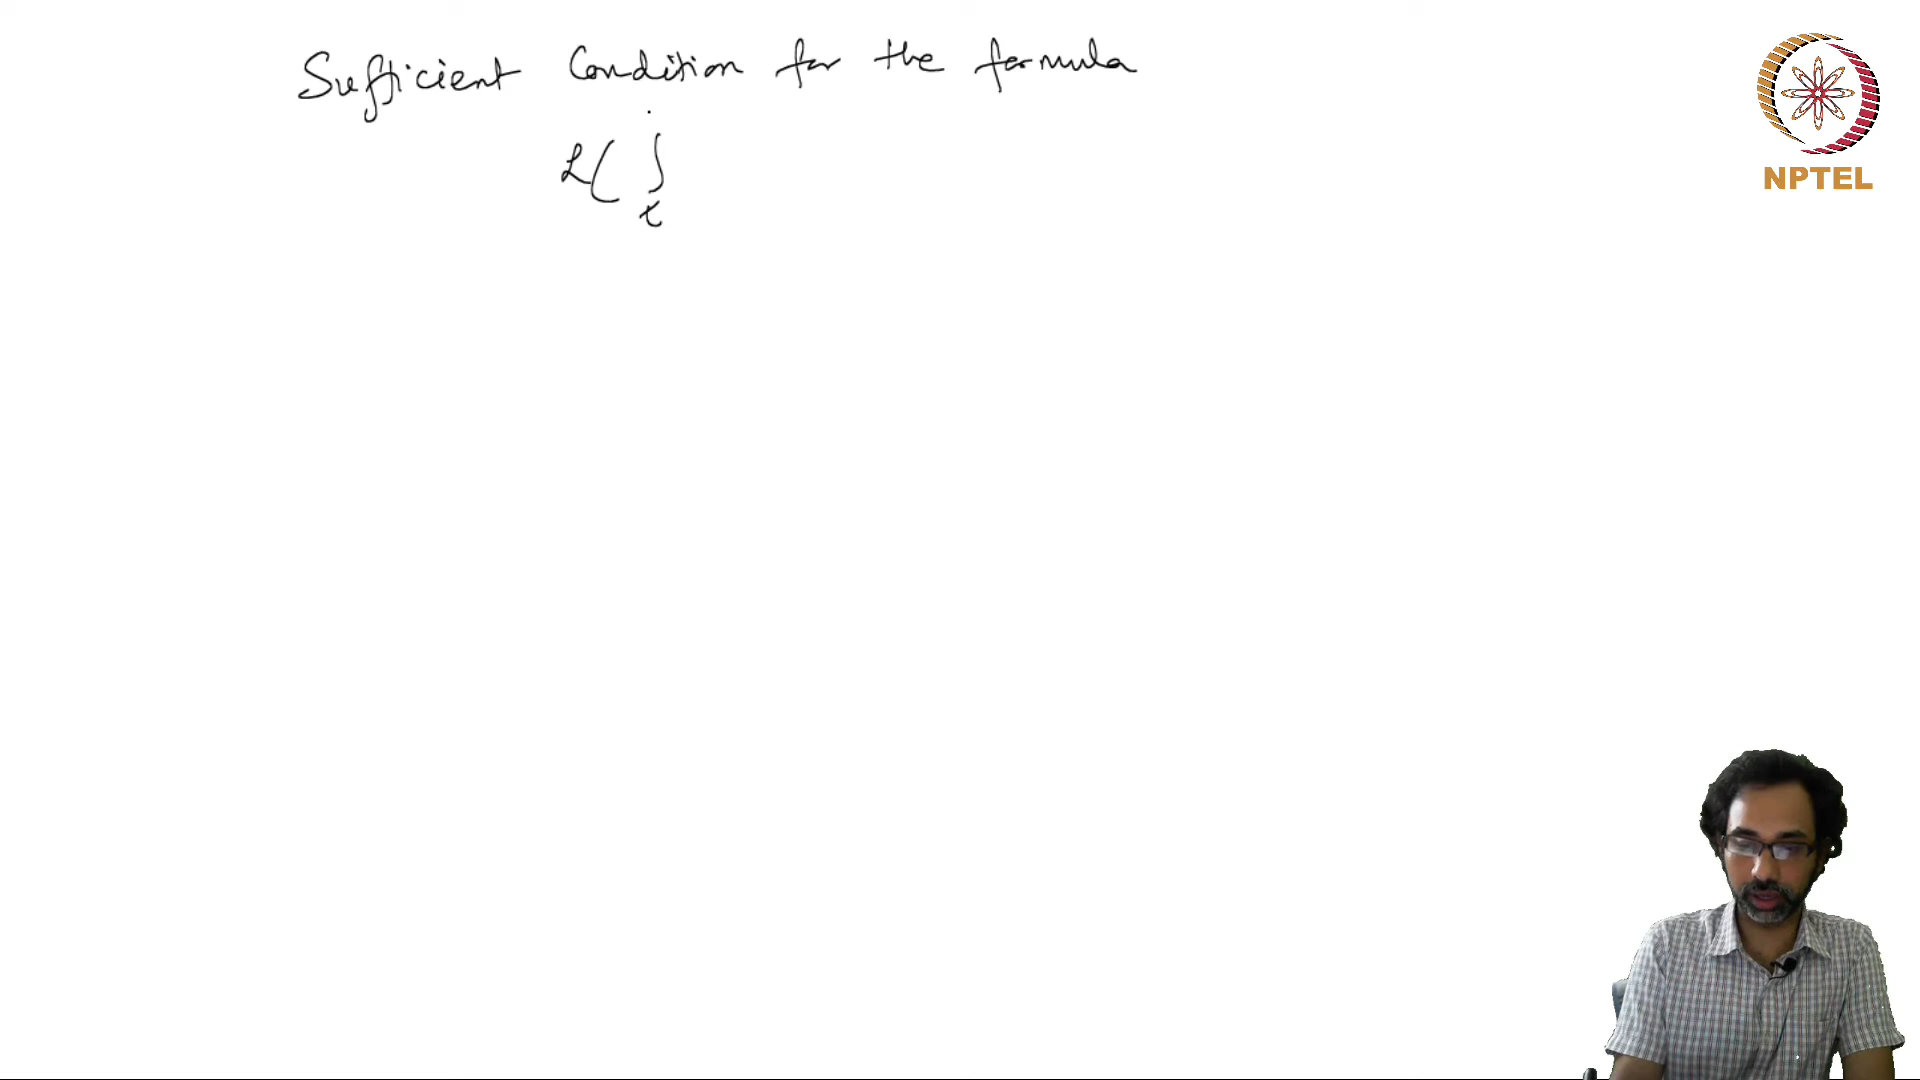 Sufficient Condition for the formula
L( ∫
t
NPTEL